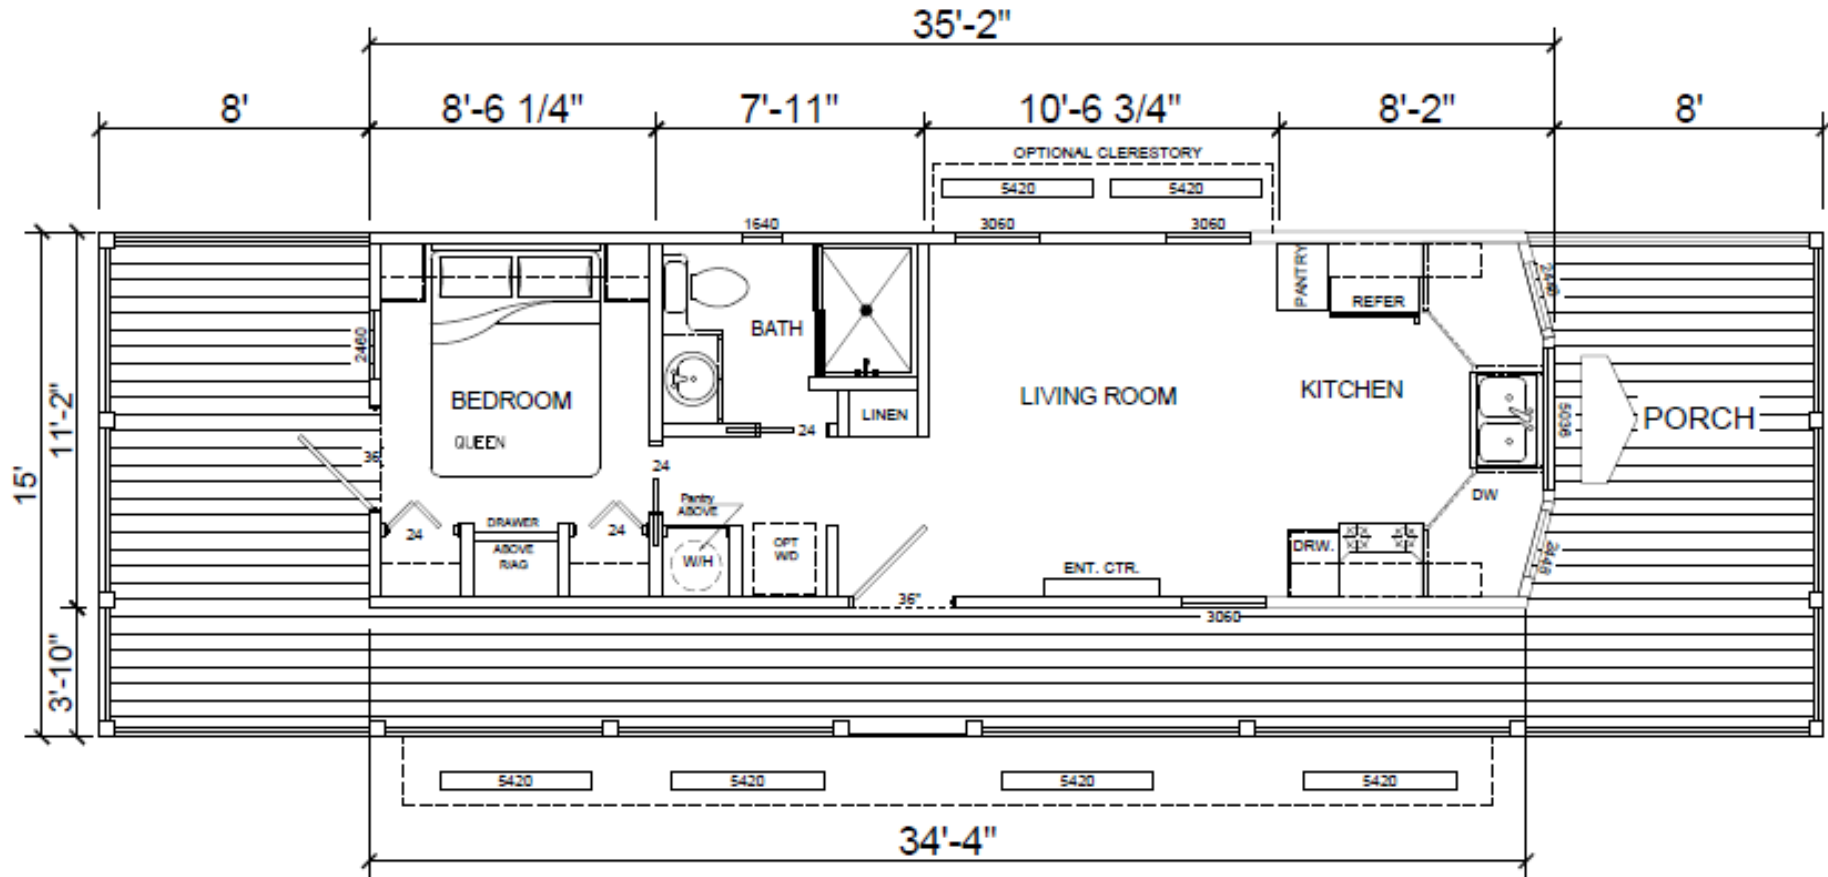 35'-2"
8'
8'-6 1/4"
7'-11"
10'-6 3/4"
8'-2"
8'
OPTIONAL CLERESTORY
5420
5420
1640
3060
3060
PANTRY
REFER
2460
BATH
BEDROOM
QUEEN
LINEN
LIVING ROOM
KITCHEN
5036
PORCH
24
36
24
Pantry
ABOVE
DW
24
DRAWER
24
ABOVE
R/AG
W/H
OPT
W/D
DRW.
ENT. CTR.
36"
3060
2448
15'
11'-2"
3'-10"
5420
5420
5420
5420
34'-4"